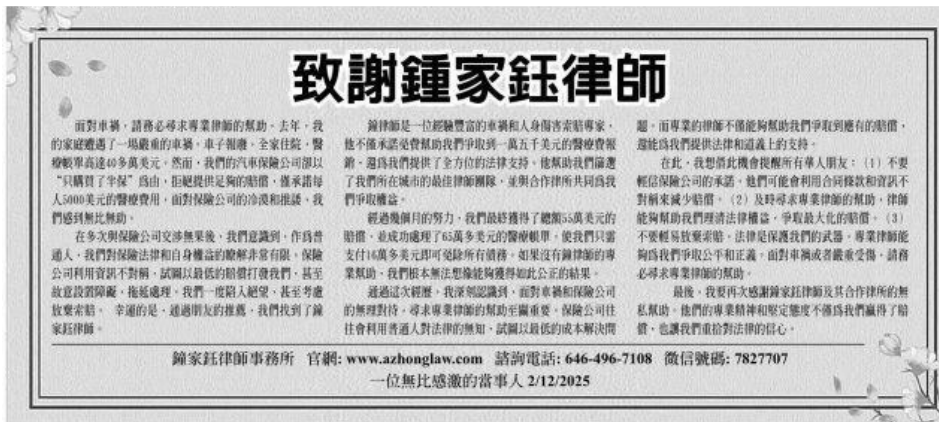 致謝鍾家鈺律師
面對車禍，請務必尋求專業律師的幫助。去年，我
的家庭遭遇了一場嚴重的車禍，車子報廢，全家住院，醫
療帳單高達40多萬美元。然而，我們的汽車保險公司卻以
“只購買了半保”為由，拒絕提供足夠的賠償，僅承諾每
人5000美元的醫療費用，面對保險公司的冷漠和推諉，我
們感到無比無助。
在多次與保險公司交涉無果後，我們意識到，作為普
通人，我們對保險法律和自身權益的瞭解非常有限。保險
公司利用資訊不對稱，試圖以最低的賠償打發我們，甚至
故意設置障礙，拖延處理。我們一度陷入絕望，甚至考慮
放棄索賠。 幸運的是，通過朋友的推薦，我們找到了鐘
家鈺律師。
鐘律師是一位經驗豐富的車禍和人身傷害索賠專家，
他不僅承諾免費幫助我們爭取到一萬五千美元的醫療費報
銷，還為我們提供了全方位的法律支持。他幫助我們篩選
了我們所在城市的最佳律師團隊，並與合作律所共同為我
們爭取權益。
經過幾個月的努力，我們最終獲得了總額55萬美元的
賠償，並成功處理了65萬多美元的醫療帳單，使我們只需
支付16萬多美元即可免除所有債務。如果沒有鐘律師的專
業幫助，我們根本無法想像能夠獲得如此公正的結果。
通過這次經歷，我深刻認識到，面對車禍和保險公司
的無理對待，尋求專業律師的幫助至關重要。保險公司往
往會利用普通人對法律的無知，試圖以最低的成本解決問
題，而專業的律師不僅能夠幫助我們爭取到應有的賠償，
還能為我們提供法律和道義上的支持。
在此，我想借此機會提醒所有華人朋友：（1）不要
輕信保險公司的承諾，他們可能會利用合同條款和資訊不
對稱來減少賠償。（2）及時尋求專業律師的幫助，律師
能夠幫助我們理清法律權益，爭取最大化的賠償。（3）
不要輕易放棄索賠，法律是保護我們的武器，專業律師能
夠為我們爭取公平和正義。面對車禍或者嚴重受傷，請務
必尋求專業律師的幫助。
最後，我要再次感謝鐘家鈺律師及其合作律所的無
私幫助。他們的專業精神和堅定態度不僅為我們贏得了賠
償，也讓我們重拾對法律的信心。
鐘家鈺律師事務所 官網: www.azhonglaw.com 諮詢電話: 646-496-7108 微信號碼: 7827707
一位無比感激的當事人 2/12/2025